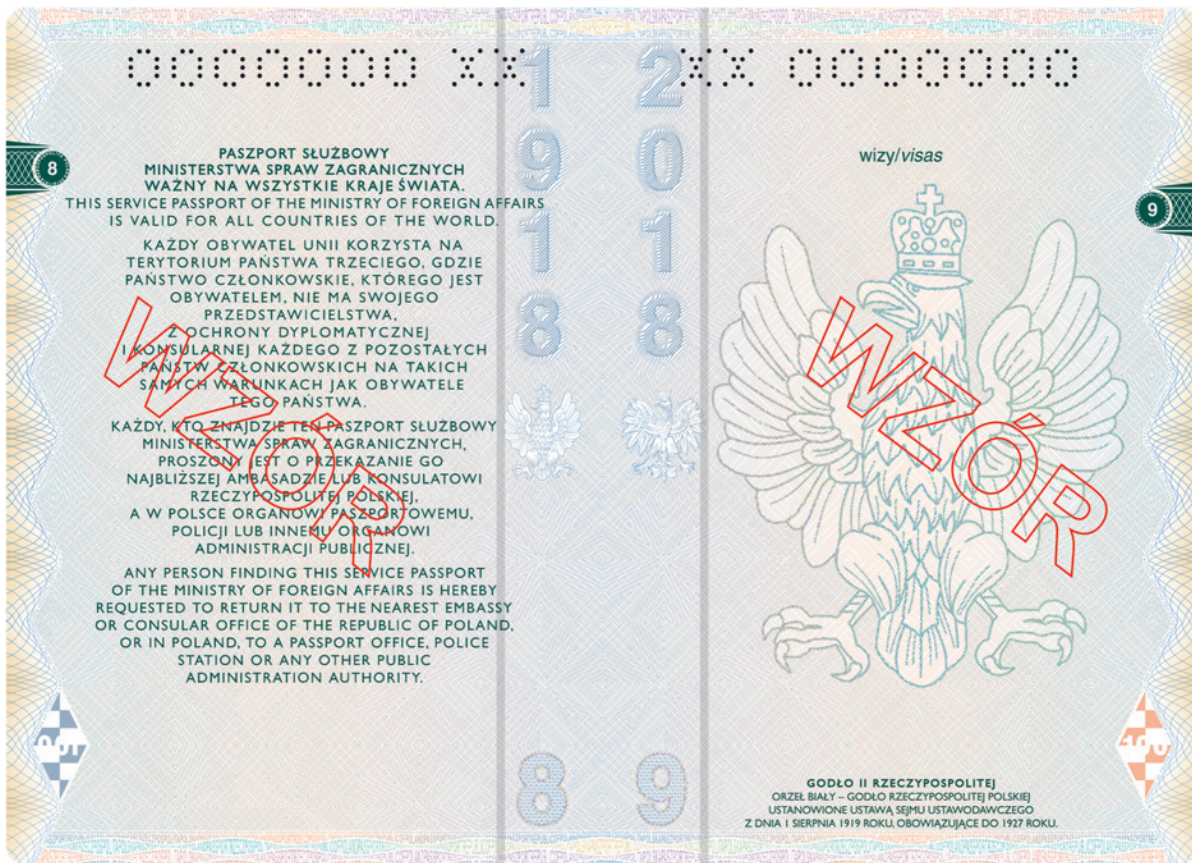 0000000 XX
XX 0000000
8
PASZPORT SŁUŻBOWY
MINISTERSTWA SPRAW ZAGRANICZNYCH
WAŻNY NA WSZYSTKIE KRAJE ŚWIATA.
THIS SERVICE PASSPORT OF THE MINISTRY OF FOREIGN AFFAIRS
IS VALID FOR ALL COUNTRIES OF THE WORLD.
KAŻDY OBYWATEL UNII KORZYSTA NA
TERYTORIUM PAŃSTWA TRZECIEGO, GDZIE
PAŃSTWO CZŁONKOWSKIE, KTÓREGO JEST
OBYWATELEM, NIE MA SWOJEGO
PRZEDSTAWICIELSTWA,
Z OCHRONY DYPLOMATYCZNEJ
I KONSULARNEJ KAŻDEGO Z POZOSTAŁYCH
PAŃSTW CZŁONKOWSKICH NA TAKICH
SAMYCH WARUNKACH JAK OBYWATELE
TEGO PAŃSTWA.
KAŻDY, KTO ZNAJDZIE TEN PASZPORT SŁUŻBOWY
MINISTERSTWA SPRAW ZAGRANICZNYCH,
PROSZONY JEST O PRZEKAZANIE GO
NAJBLIŻSZEJ AMBASADZIE LUB KONSULATOWI
RZECZYPOSPOLITEJ POLSKIEJ,
A W POLSCE ORGANOWI PASZPORTOWEMU,
POLICJI LUB INNEMU ORGANOWI
ADMINISTRACJI PUBLICZNEJ.
ANY PERSON FINDING THIS SERVICE PASSPORT
OF THE MINISTRY OF FOREIGN AFFAIRS IS HEREBY
REQUESTED TO RETURN IT TO THE NEAREST EMBASSY
OR CONSULAR OFFICE OF THE REPUBLIC OF POLAND,
OR IN POLAND, TO A PASSPORT OFFICE, POLICE
STATION OR ANY OTHER PUBLIC
ADMINISTRATION AUTHORITY.
WZÓR
1918
2018
8
9
wizy/visas
9
WZÓR
100
GODŁO II RZECZYPOSPOLITEJ
ORZEŁ BIAŁY – GODŁO RZECZYPOSPOLITEJ POLSKIEJ
USTANOWIONE USTAWĄ SEJMU USTAWODAWCZEGO
Z DNIA 1 SIERPNIA 1919 ROKU, OBOWIĄZUJĄCE DO 1927 ROKU.